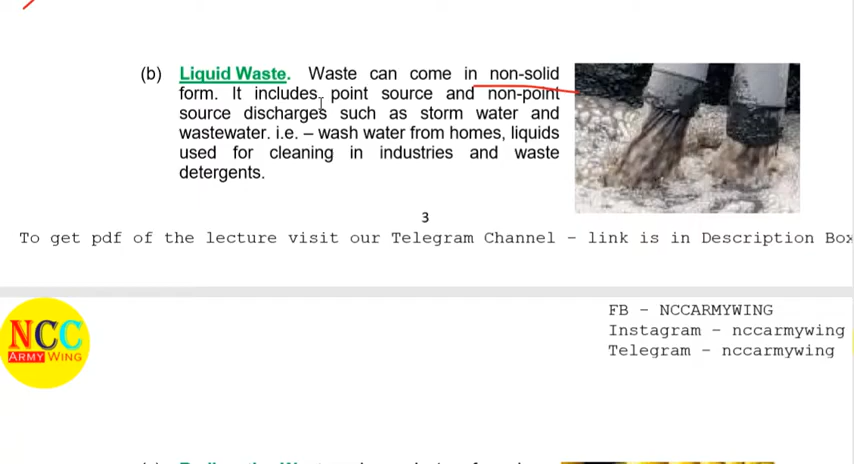 (b) Liquid Waste. Waste can come in non-solid
form. It includes point source and non-point
source discharges such as storm water and
wastewater. i.e. – wash water from homes, liquids
used for cleaning in industries and waste
detergents.
3
To get pdf of the lecture visit our Telegram Channel – link is in Description Box
NCC
ARMY WING
FB – NCCARMYWING
Instagram – nccarmywing
Telegram – nccarmywing